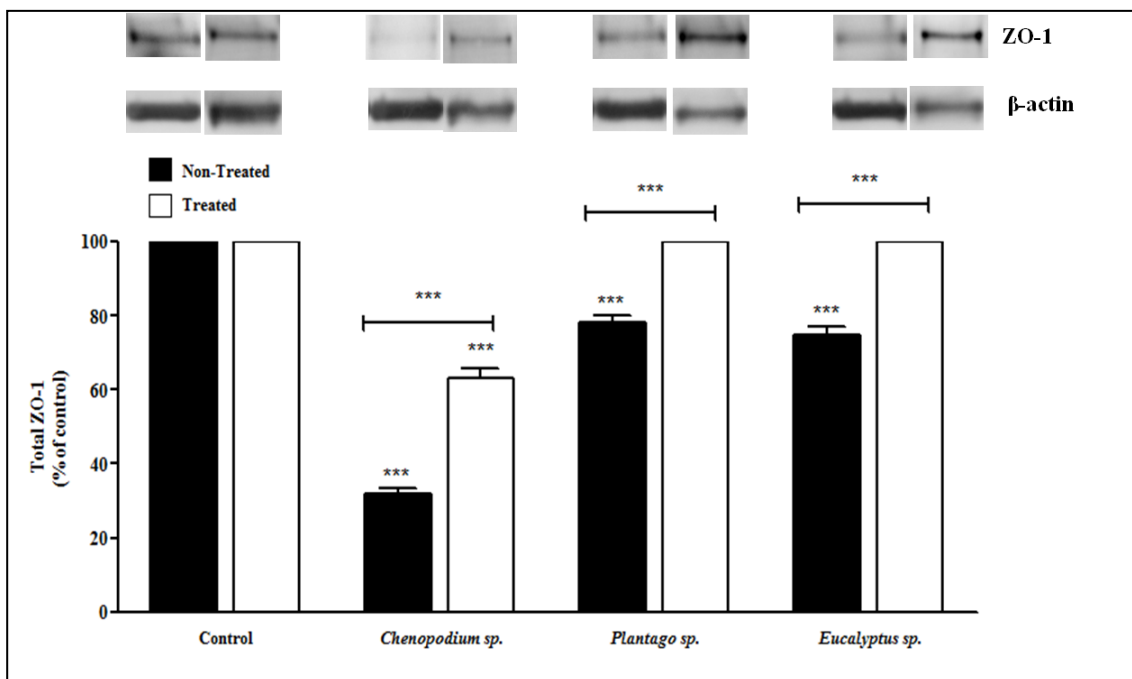 ZO-1
β-actin
Non-Treated
Treated
***
***
***
***
***
***
***
Total ZO-1
(% of control)
100
80
60
40
20
0
Control
Chenopodium sp.
Plantago sp.
Eucalyptus sp.